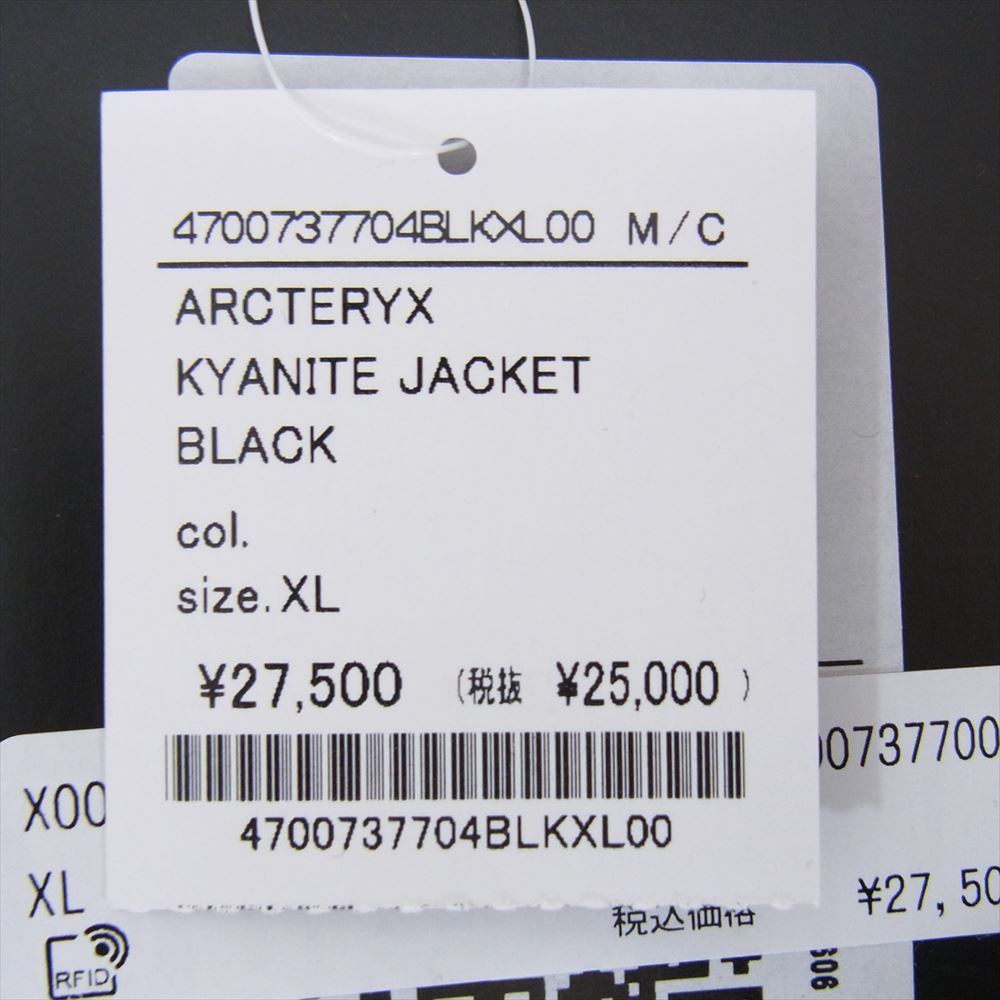 4700737704BLKXL00 M/C
ARCTERYX
KYANITE JACKET
BLACK
col.
size.XL
¥27,500 (税抜 ¥25,000 )
4700737704BLKXL00
X00
0737700
XL
¥27,50
税込価格
RFID